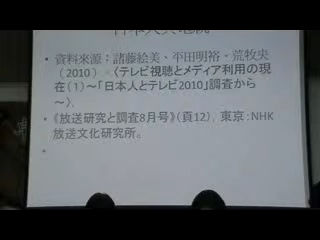 • 資料來源：諸藤絵美、平田明裕、荒牧央
（2010）〈テレビ視聴とメディア利用の現
在（1）～「日本人とテレビ2010」調査から
～〉，
• 《放送研究と調査8月号》（頁12），東京：NHK
放送文化研究所。
•